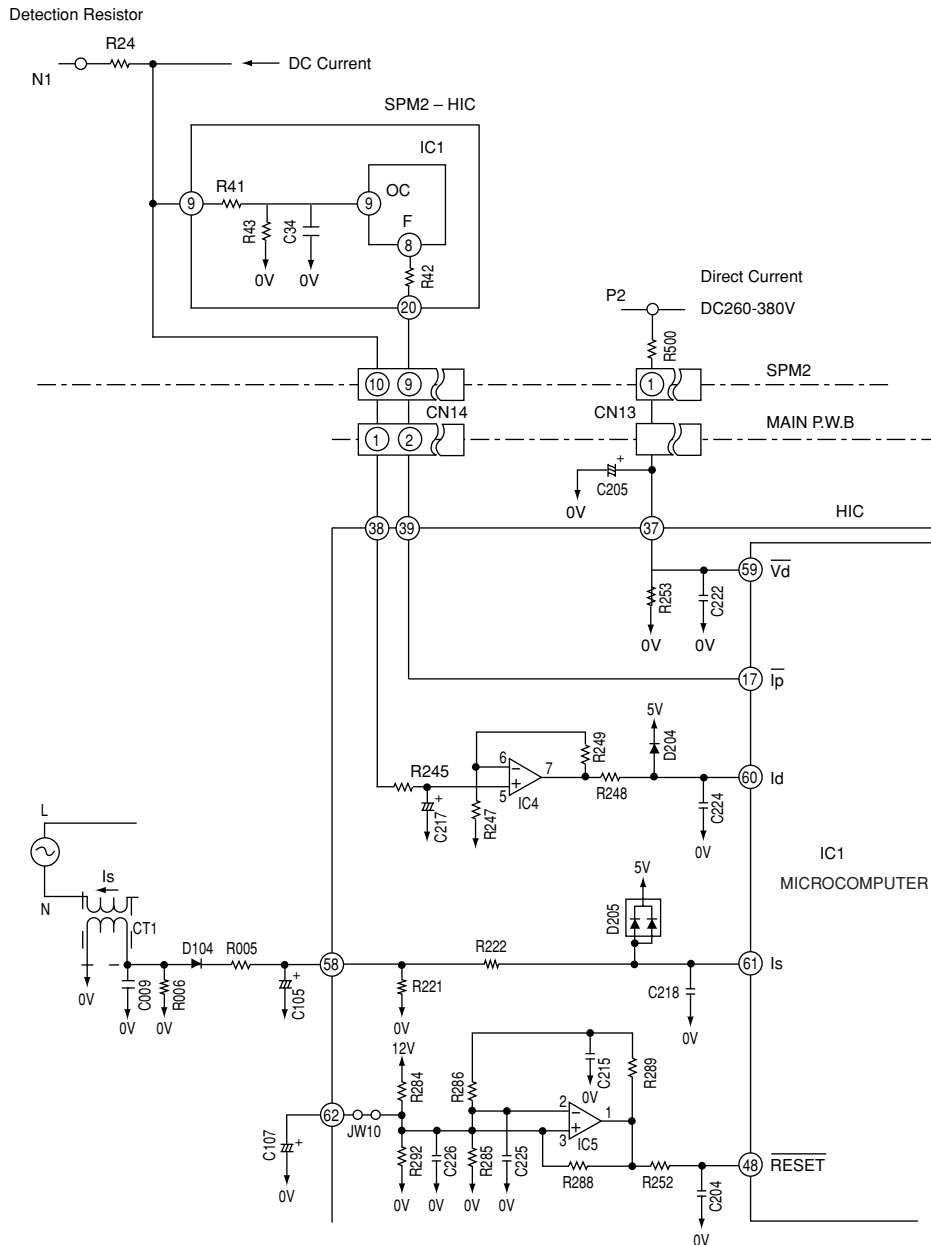 Detection Resistor
R24
N1
DC Current
SPM2 – HIC
IC1
9
R41
9
OC
R43
C34
F
8
0V
0V
R42
20
Direct Current
P2
DC260-380V
R500
10
9
1
SPM2
CN14
CN13
1
2
MAIN P.W.B
+
C205
0V
HIC
38
39
37
59
Vd
R253
C222
0V
0V
17
Ip
5V
R249
D204
6
−
7
R245
+
5
IC4
R248
60
Id
+
C217
R247
C224
0V
L
Is
N
CT1
IC1
MICROCOMPUTER
5V
D205
D104
R005
58
R222
61
Is
0V
C009
R006
+
C105
R221
C218
0V
0V
0V
0V
0V
12V
R284
R286
C215
R289
0V
62
JW10
2
−
1
3
+
IC5
C107
+
R292
C226
R285
C225
R288
R252
48
RESET
C204
0V
0V
0V
0V
0V
0V